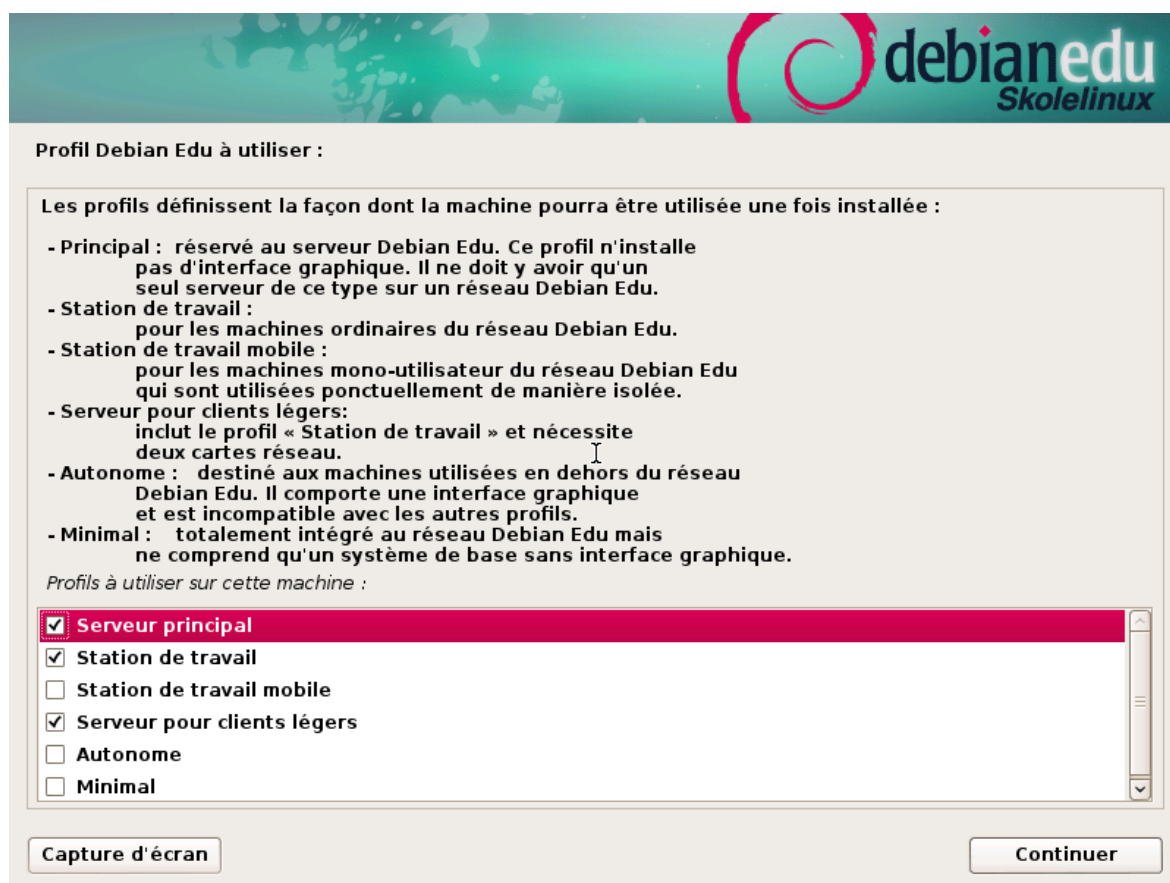 debianedu
Skolelinux
Profil Debian Edu à utiliser :
Les profils définissent la façon dont la machine pourra être utilisée une fois installée :
- Principal : réservé au serveur Debian Edu. Ce profil n'installe
pas d'interface graphique. Il ne doit y avoir qu'un
seul serveur de ce type sur un réseau Debian Edu.
- Station de travail :
pour les machines ordinaires du réseau Debian Edu.
- Station de travail mobile :
pour les machines mono-utilisateur du réseau Debian Edu
qui sont utilisées ponctuellement de manière isolée.
- Serveur pour clients légers:
inclut le profil « Station de travail » et nécessite
deux cartes réseau.
- Autonome : destiné aux machines utilisées en dehors du réseau
Debian Edu. Il comporte une interface graphique
et est incompatible avec les autres profils.
- Minimal : totalement intégré au réseau Debian Edu mais
ne comprend qu'un système de base sans interface graphique.
Profils à utiliser sur cette machine :
Serveur principal
Station de travail
Station de travail mobile
Serveur pour clients légers
Autonome
Minimal
Capture d'écran
Continuer